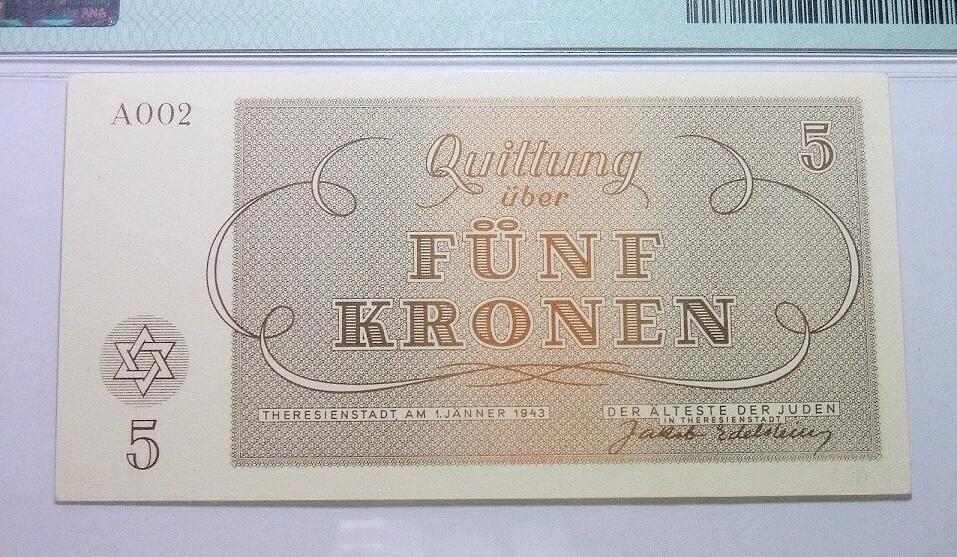 A002
5
Quittung
über
FÜNF
KRONEN
5
THERESIENSTADT, AM 1. JÄNNER 1943
DER ÄLTESTE DER JUDEN
IN THERESIENSTADT
Jakob Edelstein